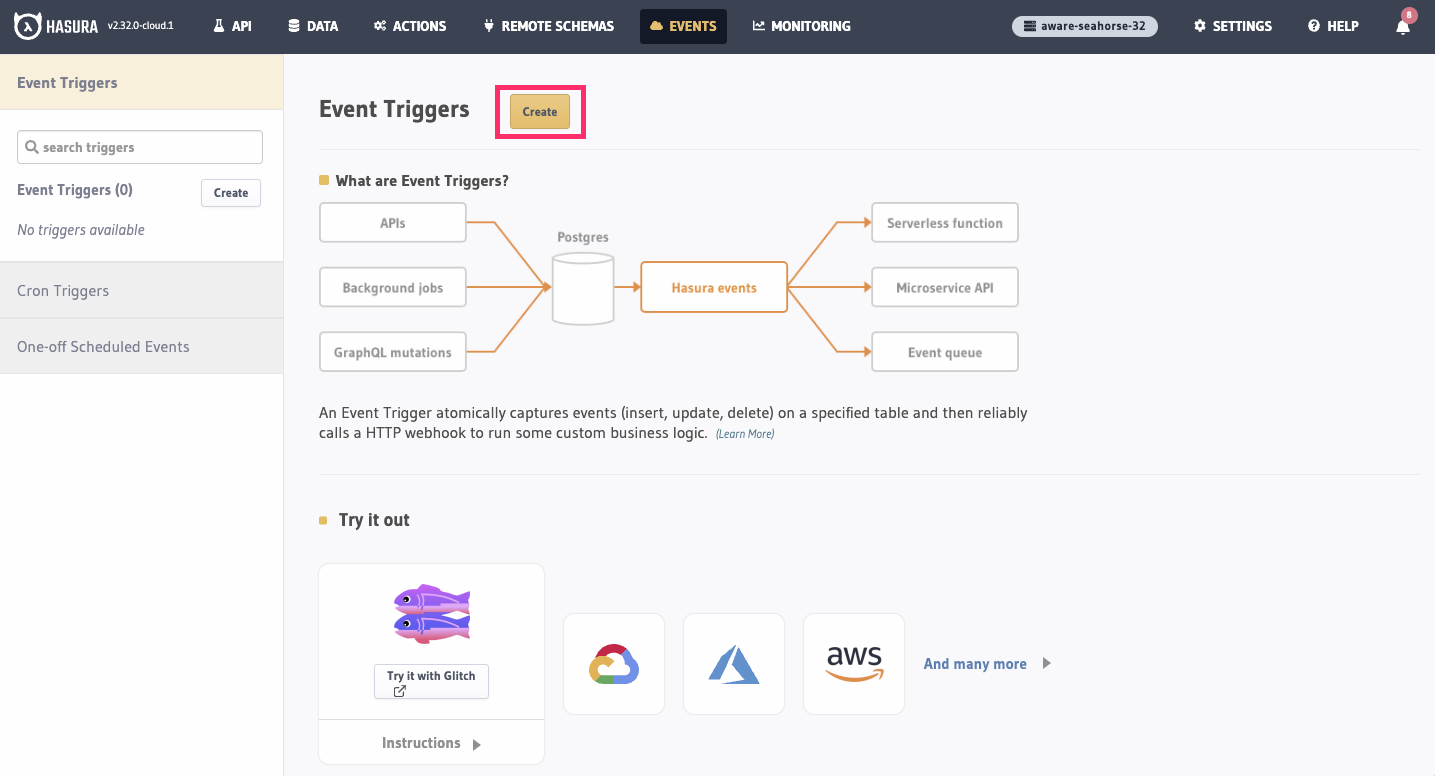 HASURA v2.32.0-cloud.1 API DATA ACTIONS REMOTE SCHEMAS EVENTS MONITORING aware-seahorse-32 SETTINGS HELP 8
Event Triggers
search triggers
Event Triggers (0) Create
No triggers available
Cron Triggers
One-off Scheduled Events
Event Triggers Create
What are Event Triggers?
APIs
Background jobs
GraphQL mutations
Postgres
Hasura events
Serverless function
Microservice API
Event queue
An Event Trigger atomically captures events (insert, update, delete) on a specified table and then reliably
calls a HTTP webhook to run some custom business logic. (Learn More)
Try it out
Try it with Glitch
Instructions
aws
And many more